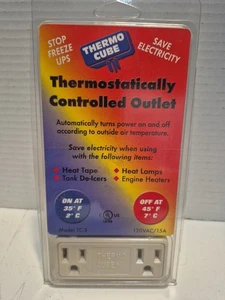 STOP
FREEZE
UPS
THERMO
CUBE
SAVE
ELECTRICITY
Thermostatically
Controlled Outlet
Automatically turns power on and off
according to outside air temperature.
Save electricity when using
with the following items:
Heat Tape
Heat Lamps
Tank De-Icers
Engine Heaters
ON AT
35° F
2° C
OFF AT
45° F
7° C
120VAC/15A